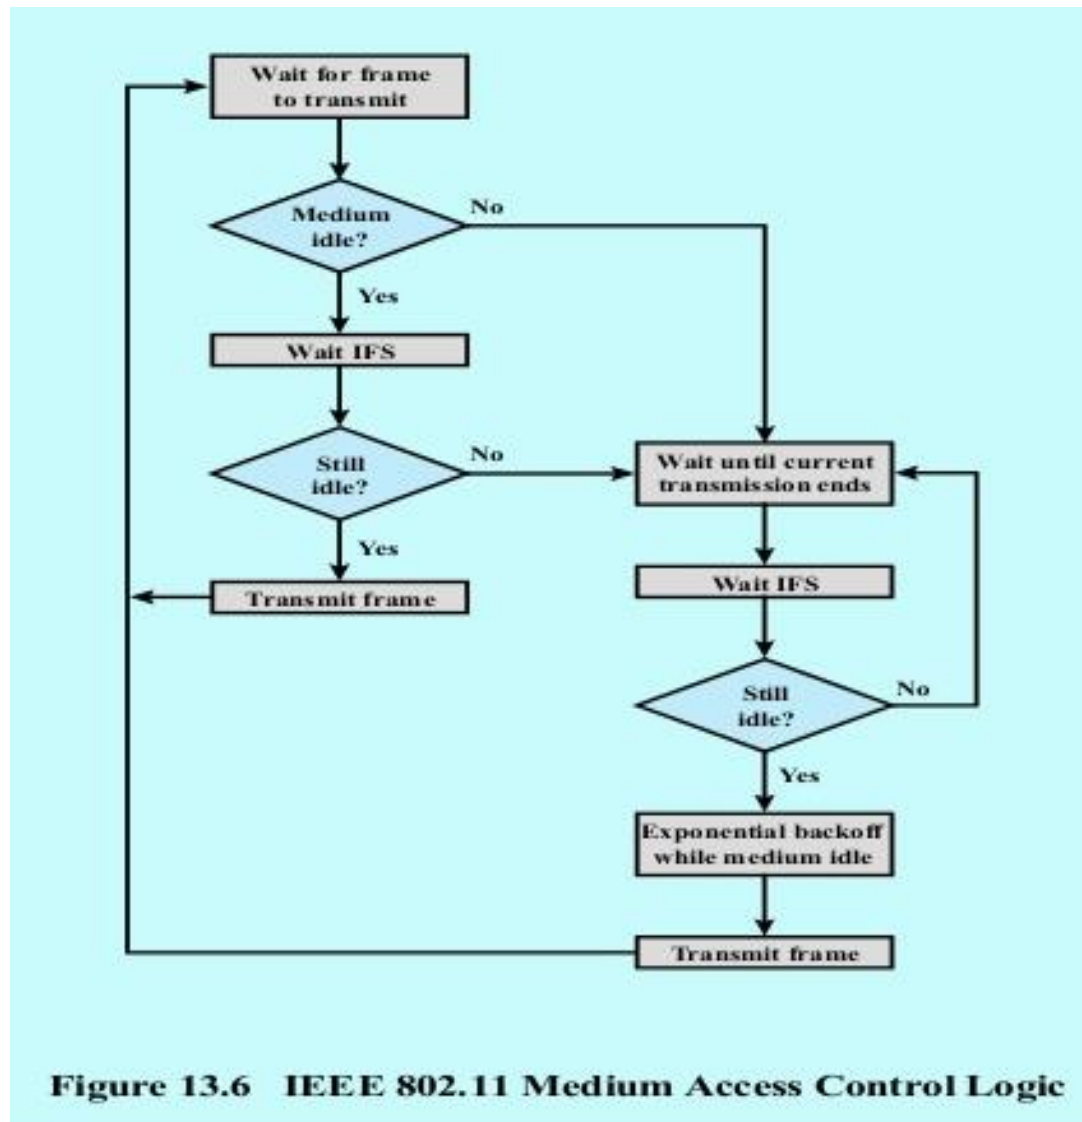 Wait for frame
to transmit
Medium
idle?
No
Yes
Wait IFS
Still
idle?
No
Yes
Transmit frame
Wait until current
transmission ends
Wait IFS
Still
idle?
No
Yes
Exponential backoff
while medium idle
Transmit frame
Figure 13.6 IEEE 802.11 Medium Access Control Logic